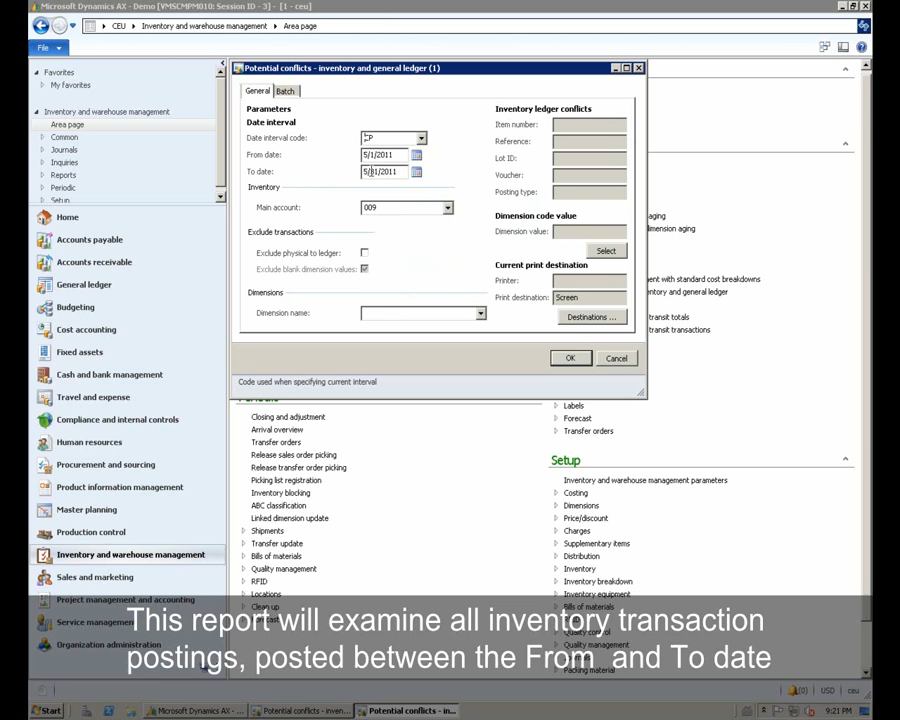 Microsoft Dynamics AX - Demo [VMSCMPM010: Session ID - 3] - [1 - ceu]
CEU
Inventory and warehouse management
Area page
File
Favorites
My favorites
Inventory and warehouse management
Area page
Common
Journals
Inquiries
Reports
Periodic
Setup
Home
Accounts payable
Accounts receivable
General ledger
Budgeting
Cost accounting
Fixed assets
Cash and bank management
Travel and expense
Compliance and internal controls
Human resources
Procurement and sourcing
Product information management
Master planning
Production control
Inventory and warehouse management
Sales and marketing
Project management and accounting
Service management
Organization administration
Potential conflicts - inventory and general ledger (1)
General
Batch
Parameters
Date interval
Date interval code:
From date:
5/1/2011
To date:
5/31/2011
Inventory
Main account:
009
Exclude transactions
Exclude physical to ledger:
Exclude blank dimension values:
Dimensions
Dimension name:
Inventory ledger conflicts
Item number:
Reference:
Lot ID:
Voucher:
Posting type:
Dimension code value
Dimension value:
Select
Current print destination
Printer:
Print destination:
Screen
Destinations ...
OK
Cancel
Code used when specifying current interval
aging
mension aging
ent with standard cost breakdowns
entory and general ledger
transit totals
transit transactions
Closing and adjustment
Arrival overview
Transfer orders
Release sales order picking
Release transfer order picking
Picking list registration
Inventory blocking
ABC classification
Linked dimension update
Shipments
Transfer update
Bills of materials
Quality management
RFID
Locations
Clean up
Labels
Forecast
Transfer orders
Setup
Inventory and warehouse management parameters
Costing
Dimensions
Price/discount
Charges
Supplementary items
Distribution
Inventory
Inventory breakdown
Inventory equipment
Bills of materials
RFID
Quality control
Quality management
Packing material
This report will examine all inventory transaction
postings, posted between the From and To date
(0)
USD
ceu
Start
Microsoft Dynamics AX - ...
Potential conflicts - inven...
Potential conflicts - in...
9:21 PM